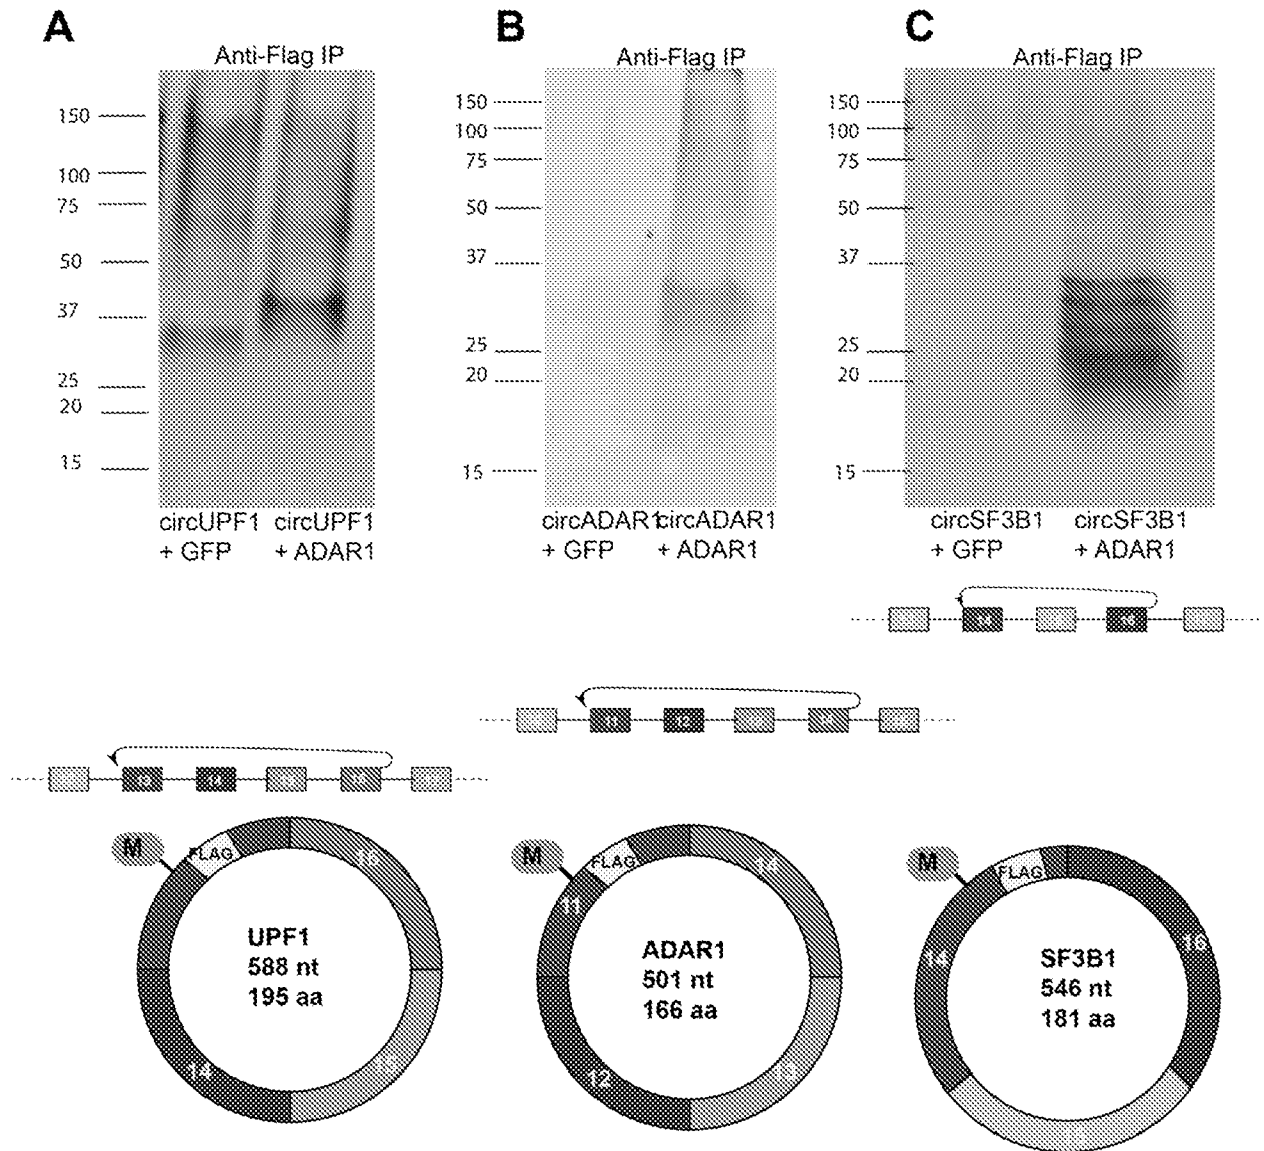 A
Anti-Flag IP
150
100
75
50
37
25
20
15
circUPF1 + GFP
circUPF1 + ADAR1
B
Anti-Flag IP
150
100
75
50
37
25
20
15
circADAR1 + GFP
circADAR1 + ADAR1
C
Anti-Flag IP
150
100
75
50
37
25
20
15
circSF3B1 + GFP
circSF3B1 + ADAR1
M
FLAG
16
14
UPF1
588 nt
195 aa
M
FLAG
14
11
12
13
ADAR1
501 nt
166 aa
M
FLAG
14
16
SF3B1
546 nt
181 aa